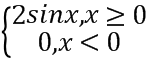 {2sinx,x ≥ 0
0,x < 0